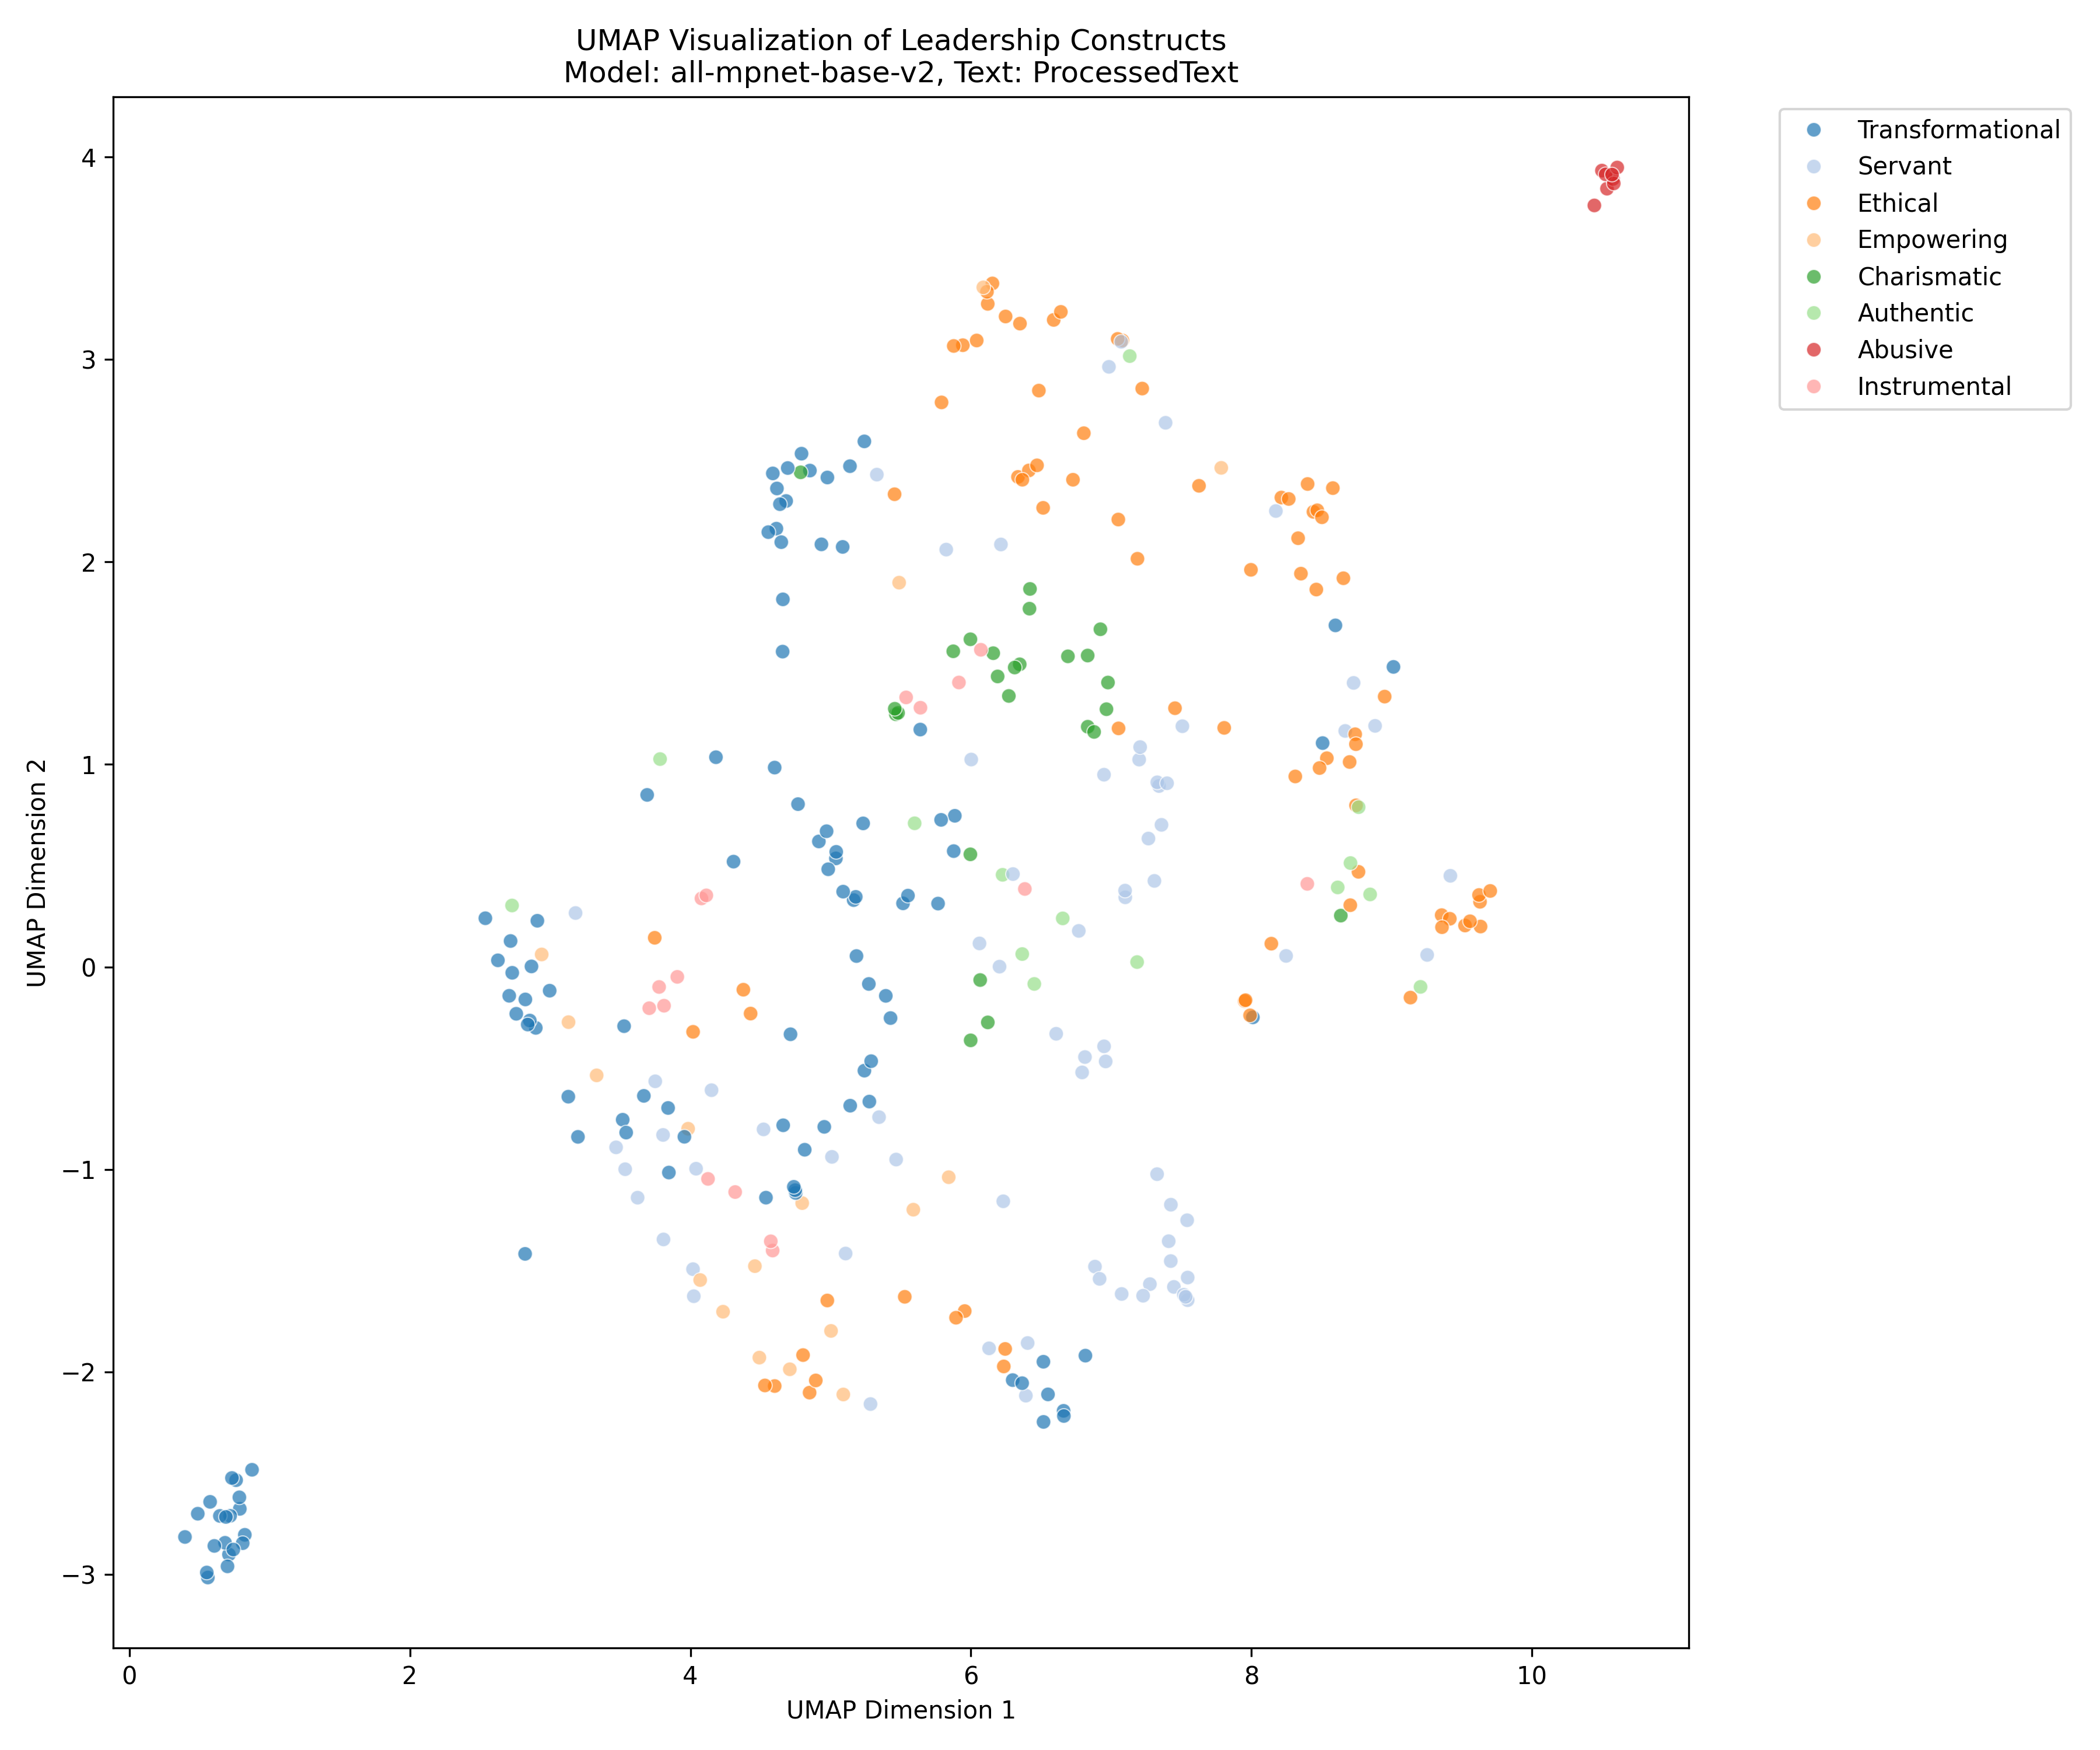 UMAP Visualization of Leadership Constructs
Model: all-mpnet-base-v2, Text: ProcessedText
Transformational
Servant
Ethical
Empowering
Charismatic
Authentic
Abusive
Instrumental
UMAP Dimension 2
4
3
2
1
0
−1
−2
−3
0
2
4
6
8
10
UMAP Dimension 1